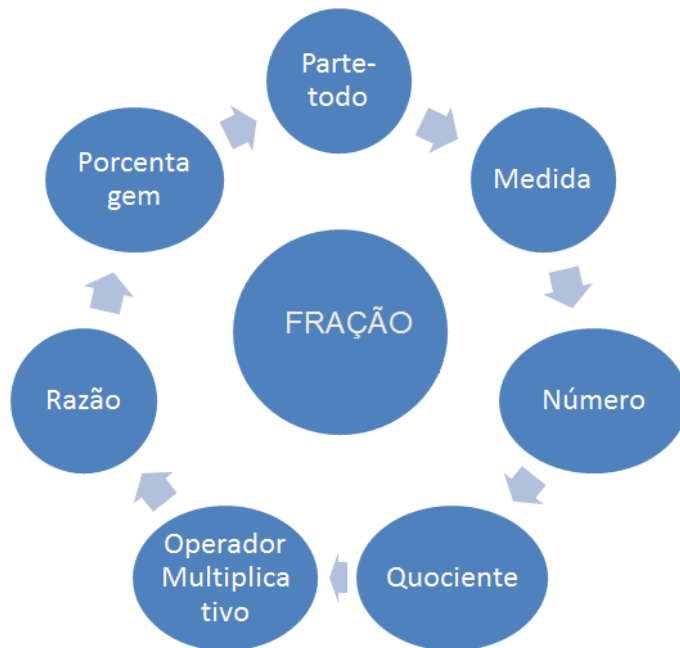 Parte-
todo
Porcenta
gem
Medida
FRAÇÃO
Razão
Número
Operador
Multiplica
tivo
Quociente